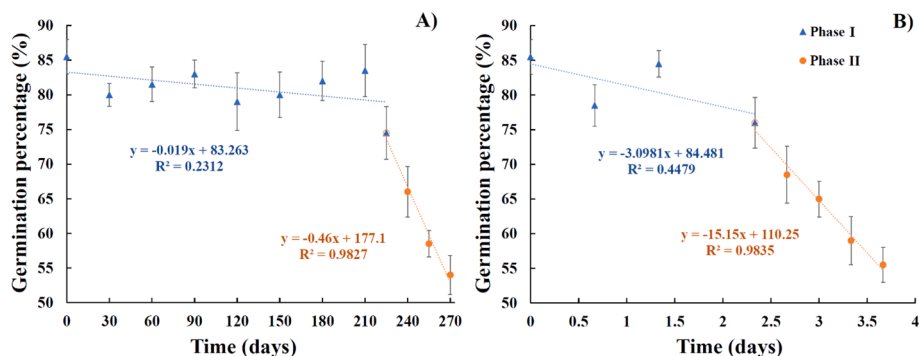 A)
Germination percentage (%)
90
85
80
75
70
65
60
55
50
y = -0.019x + 83.263
R² = 0.2312
y = -0.46x + 177.1
R² = 0.9827
0 30 60 90 120 150 180 210 240 270
Time (days)
B)
Germination percentage (%)
90
85
80
75
70
65
60
55
50
Phase I
Phase II
y = -3.0981x + 84.481
R² = 0.4479
y = -15.15x + 110.25
R² = 0.9835
0 0.5 1 1.5 2 2.5 3 3.5 4
Time (days)